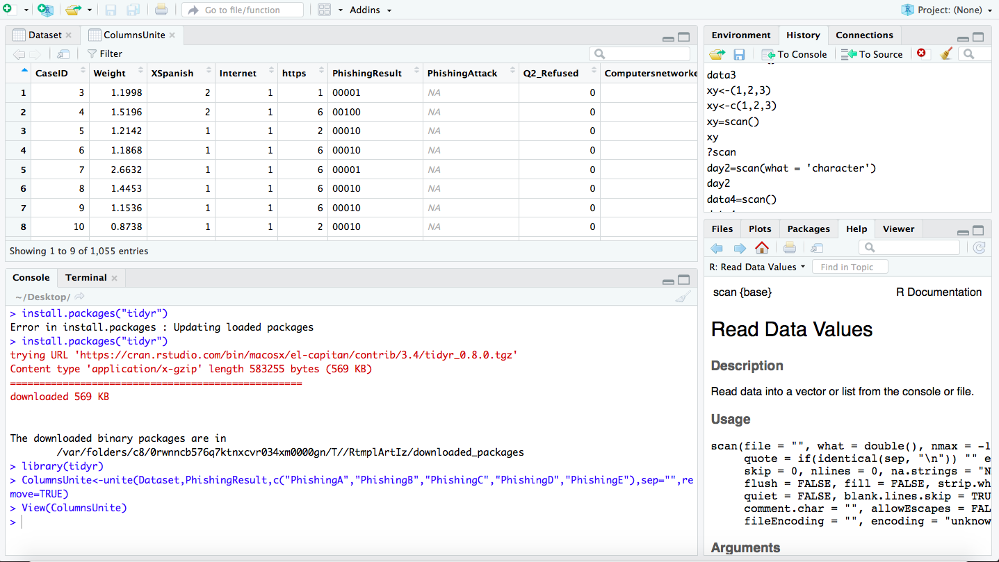 Go to file/function
Addins
Project: (None)
Dataset
ColumnsUnite
Filter
CaseID Weight XSpanish Internet https PhishingResult PhishingAttack Q2_Refused Computersnetworke
1 3 1.1998 2 1 1 00001 NA 0
2 4 1.5196 2 1 6 00100 NA 0
3 5 1.2142 1 1 2 00010 NA 0
4 6 1.1868 1 1 6 00010 NA 0
5 7 2.6632 1 1 6 00001 NA 0
6 8 1.4453 1 1 6 00010 NA 0
7 9 1.1536 1 1 6 00010 NA 0
8 10 0.8738 1 1 2 00010 NA 0
Showing 1 to 9 of 1,055 entries
Console Terminal
~/Desktop/
> install.packages("tidyr")
Error in install.packages : Updating loaded packages
> install.packages("tidyr")
trying URL 'https://cran.rstudio.com/bin/macosx/el-capitan/contrib/3.4/tidyr_0.8.0.tgz'
Content type 'application/x-gzip' length 583255 bytes (569 KB)
==================================================
downloaded 569 KB
The downloaded binary packages are in
/var/folders/c8/0rwnncb576q7ktnxcvr034xm0000gn/T//RtmplArtIz/downloaded_packages
> library(tidyr)
> ColumnsUnite<-unite(Dataset,PhishingResult,c("PhishingA","PhishingB","PhishingC","PhishingD","PhishingE"),sep="",re
move=TRUE)
> View(ColumnsUnite)
>
Environment History Connections
To Console To Source
data3
xy<-(1,2,3)
xy<-c(1,2,3)
xy=scan()
xy
?scan
day2=scan(what = 'character')
day2
data4=scan()
Files Plots Packages Help Viewer
R: Read Data Values Find in Topic
scan {base} R Documentation
Read Data Values
Description
Read data into a vector or list from the console or file.
Usage
scan(file = "", what = double(), nmax = -1
quote = if(identical(sep, "\n")) "" e
skip = 0, nlines = 0, na.strings = "N
flush = FALSE, fill = FALSE, strip.wh
quiet = FALSE, blank.lines.skip = TRU
comment.char = "", allowEscapes = FAL
fileEncoding = "", encoding = "unknow
Arguments